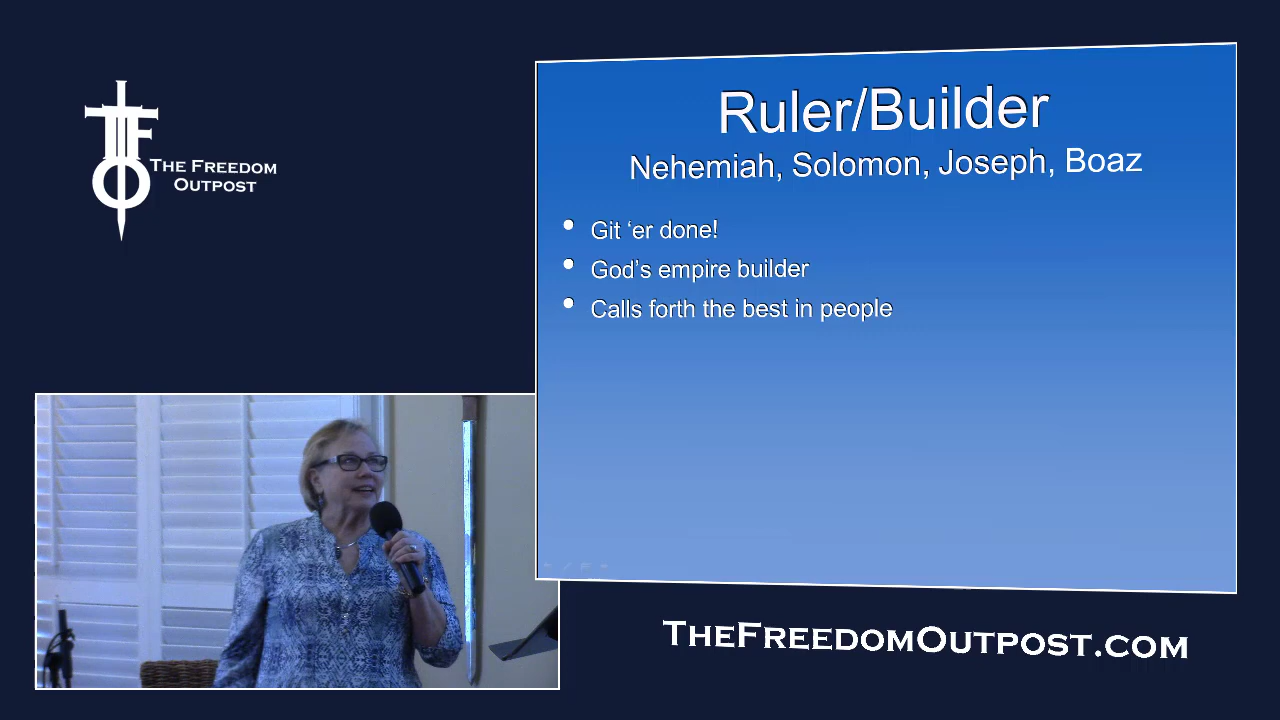 TFO
The Freedom
Outpost
Ruler/Builder
Nehemiah, Solomon, Joseph, Boaz
• Git ‘er done!
• God’s empire builder
• Calls forth the best in people
TheFreedomOutpost.com